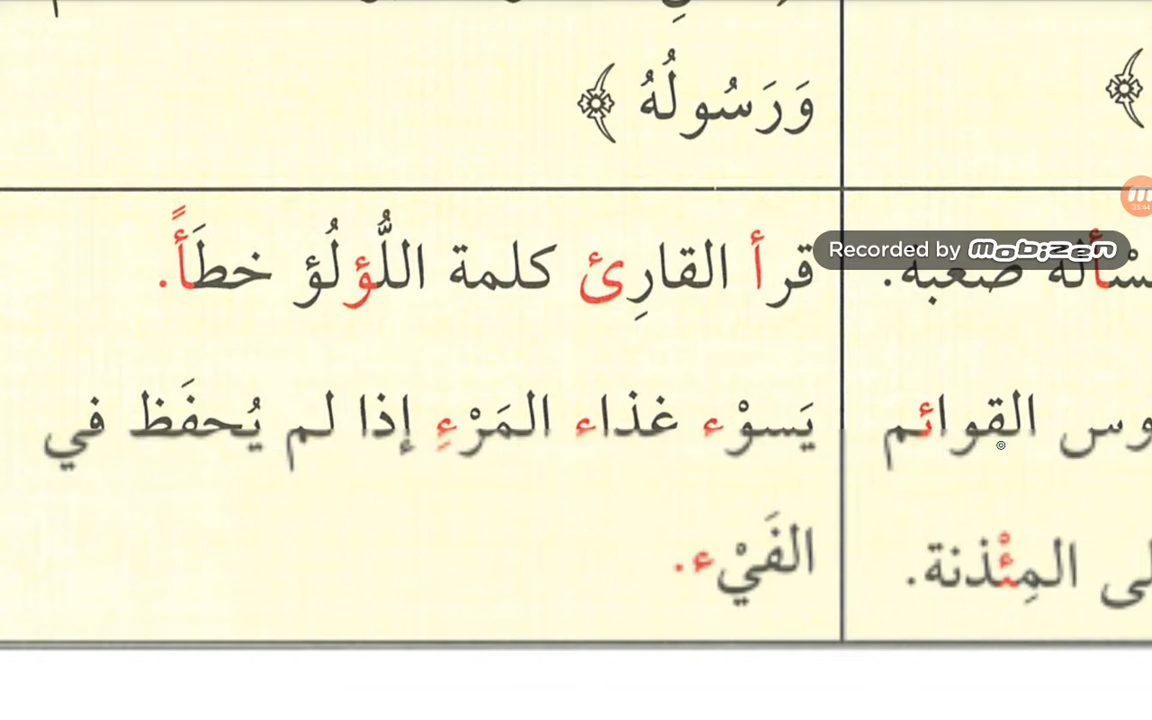 ﴾
وَرَسُولُهُ ﴾
Recorded by mobizen
صعبة.
قرأ القارِئ كلمة اللُّؤلُؤ خطَأً.
القوائم
يَسوْء غذاء المَرْءِ إذا لم يُحفَظ في
المِئْذنة.
الفَيْء.